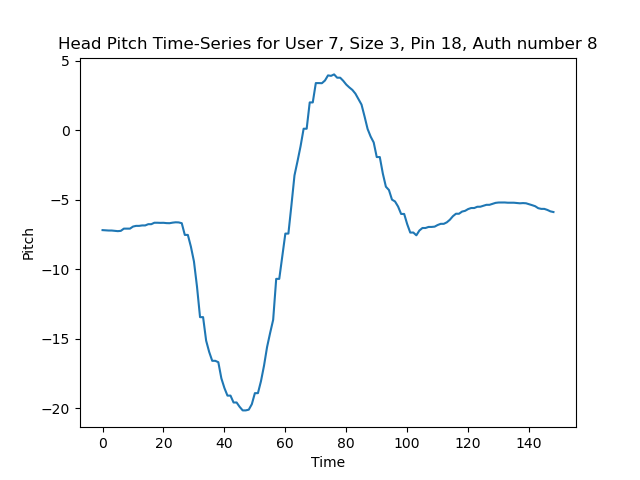 Head Pitch Time-Series for User 7, Size 3, Pin 18, Auth number 8
5
0
−5
−10
−15
−20
Pitch
0 20 40 60 80 100 120 140
Time